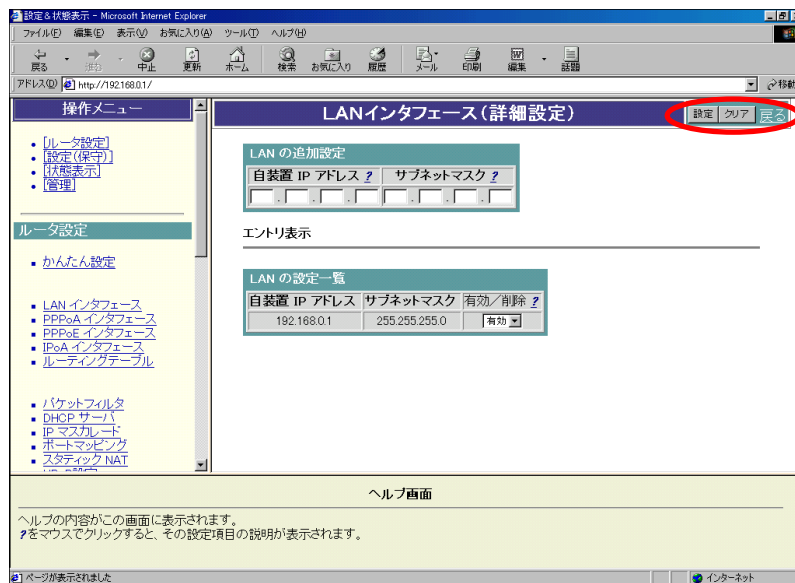 設定＆状態表示 - Microsoft Internet Explorer
ファイル(F) 編集(E) 表示(V) お気に入り(A) ツール(T) ヘルプ(H)
戻る 進む 中止 更新 ホーム 検索 お気に入り 履歴 メール 印刷 編集 話題
アドレス(D) http://192.168.0.1/ 移動
操作メニュー
[ルータ設定]
[設定(保守)]
[状態表示]
[管理]
ルータ設定
かんたん設定
LAN インタフェース
PPPoA インタフェース
PPPoE インタフェース
IPoA インタフェース
ルーティングテーブル
パケットフィルタ
DHCP サーバ
IP マスカレード
ポートマッピング
スタティック NAT
LANインタフェース(詳細設定) 設定 クリア 戻る
LAN の追加設定
自装置 IP アドレス ? サブネットマスク ?
. . . . . .
エントリ表示
LAN の設定一覧
自装置 IP アドレス サブネットマスク 有効／削除 ?
192.168.0.1 255.255.255.0 有効
ヘルプ画面
ヘルプの内容がこの画面に表示されます。
?をマウスでクリックすると、その設定項目の説明が表示されます。
ページが表示されました インターネット